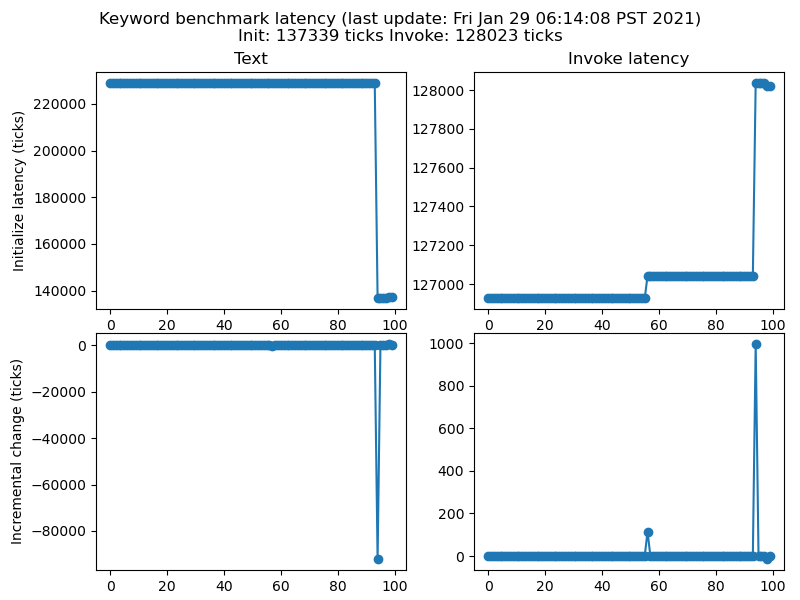 Keyword benchmark latency (last update: Fri Jan 29 06:14:08 PST 2021)
Init: 137339 ticks Invoke: 128023 ticks
Text
Invoke latency
Initialize latency (ticks)
220000
200000
180000
160000
140000
0 20 40 60 80 100
128000
127800
127600
127400
127200
127000
0 20 40 60 80 100
Incremental change (ticks)
0
−20000
−40000
−60000
−80000
0 20 40 60 80 100
1000
800
600
400
200
0
0 20 40 60 80 100